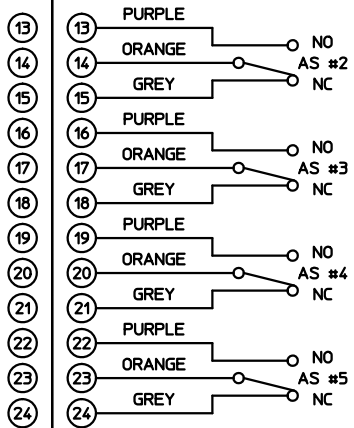 PURPLE
13 13 NO
ORANGE
14 14 AS #2
GREY
15 15 NC
PURPLE
16 16 NO
ORANGE
17 17 AS #3
GREY
18 18 NC
PURPLE
19 19 NO
ORANGE
20 20 AS #4
GREY
21 21 NC
PURPLE
22 22 NO
ORANGE
23 23 AS #5
GREY
24 24 NC